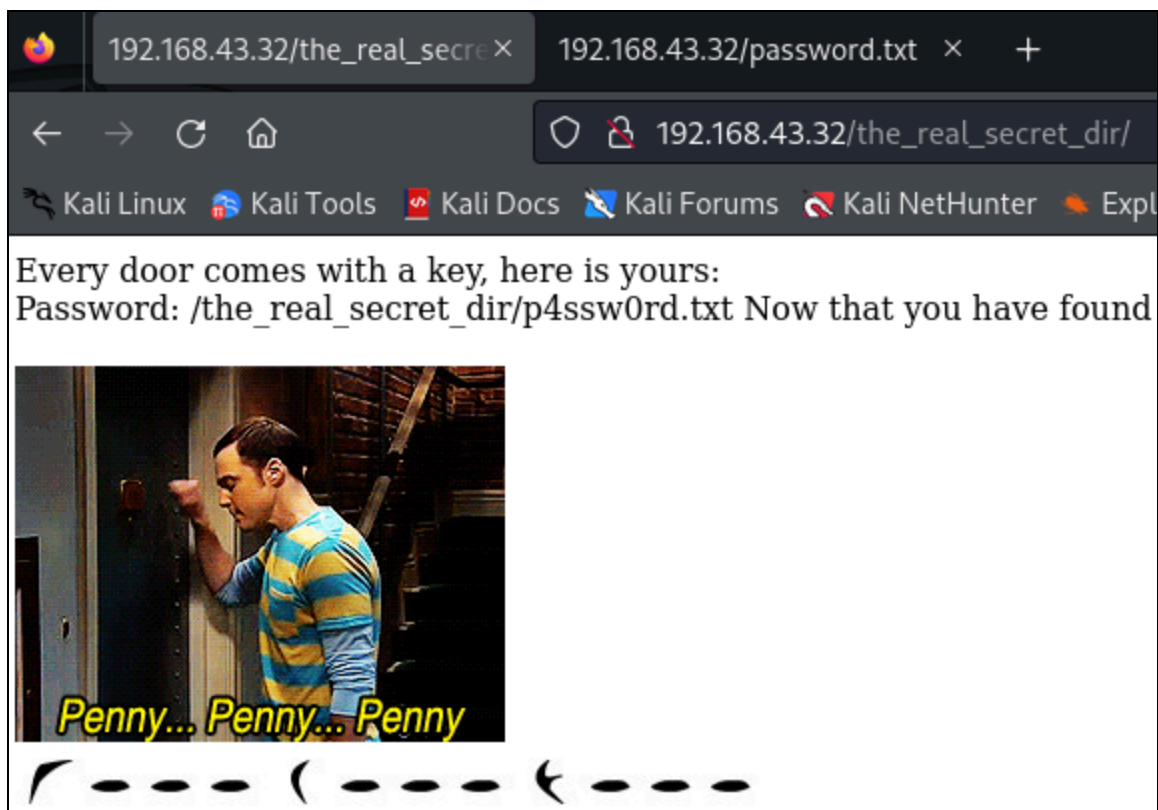 192.168.43.32/the_real_secre
192.168.43.32/password.txt
192.168.43.32/the_real_secret_dir/
Kali Linux Kali Tools Kali Docs Kali Forums Kali NetHunter Expl
Every door comes with a key, here is yours:
Password: /the_real_secret_dir/p4ssw0rd.txt Now that you have found
Penny... Penny... Penny